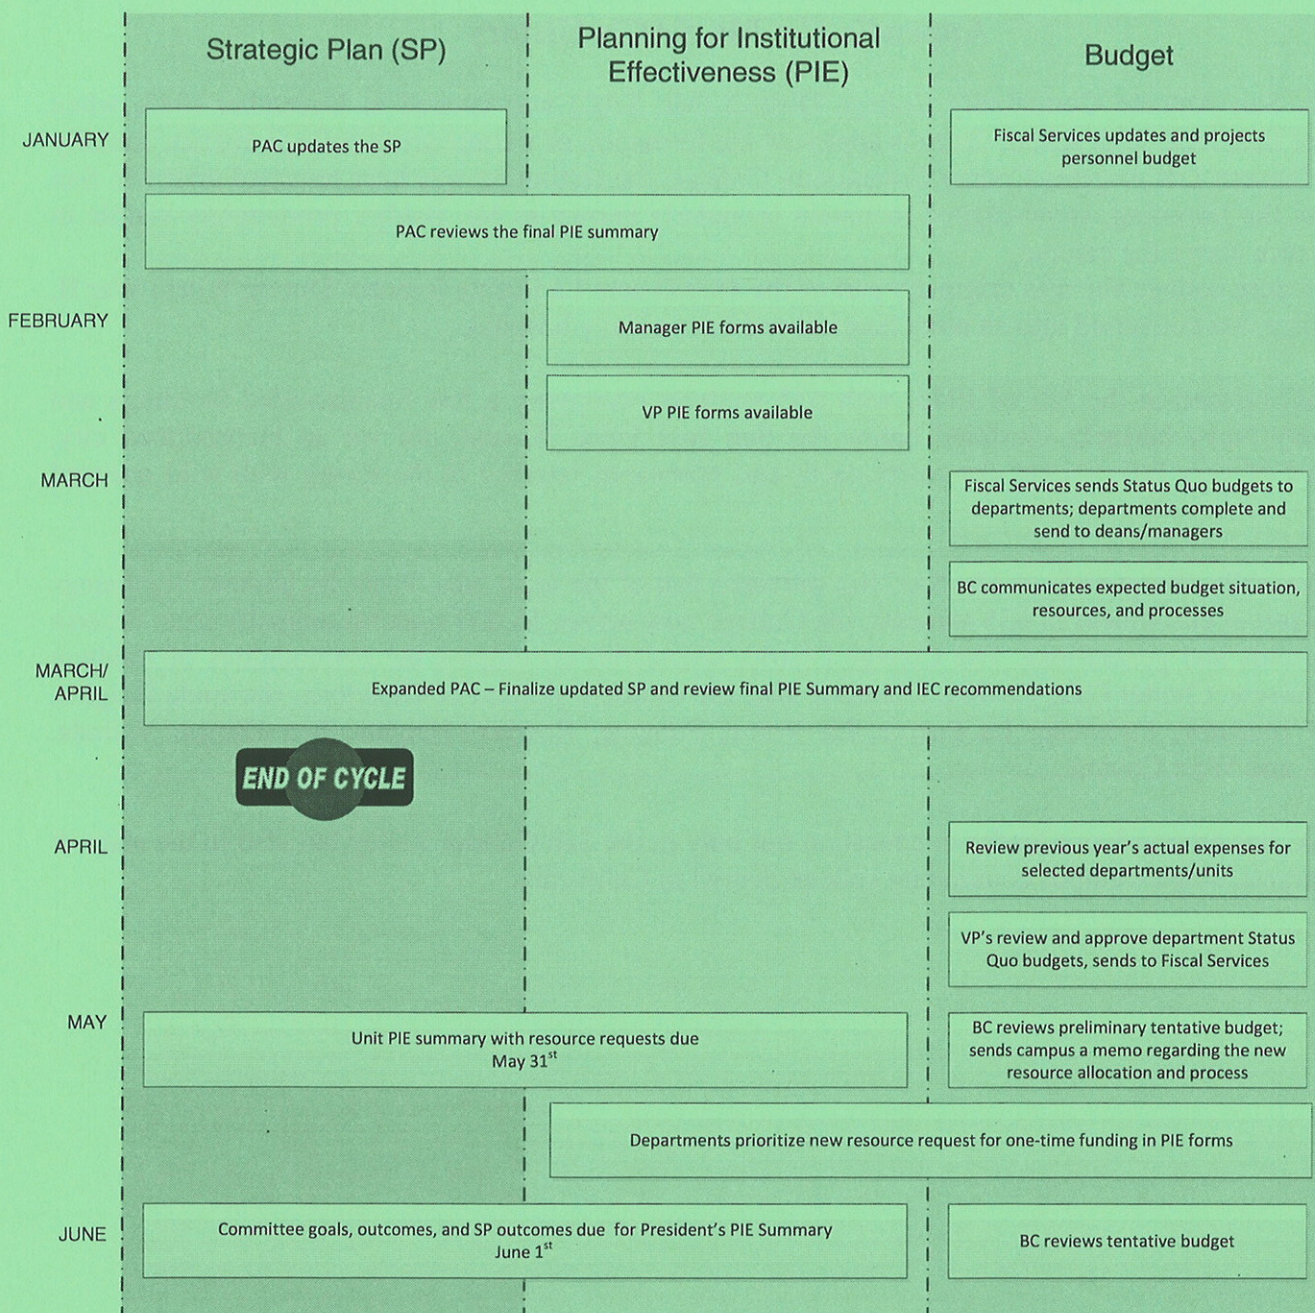 Strategic Plan (SP)
Planning for Institutional
Effectiveness (PIE)
Budget
JANUARY
PAC updates the SP
Fiscal Services updates and projects
personnel budget
PAC reviews the final PIE summary
FEBRUARY
Manager PIE forms available
VP PIE forms available
MARCH
Fiscal Services sends Status Quo budgets to
departments; departments complete and
send to deans/managers
BC communicates expected budget situation,
resources, and processes
MARCH/
APRIL
Expanded PAC – Finalize updated SP and review final PIE Summary and IEC recommendations
END OF CYCLE
APRIL
Review previous year's actual expenses for
selected departments/units
VP's review and approve department Status
Quo budgets, sends to Fiscal Services
MAY
Unit PIE summary with resource requests due
May 31st
BC reviews preliminary tentative budget;
sends campus a memo regarding the new
resource allocation and process
Departments prioritize new resource request for one-time funding in PIE forms
JUNE
Committee goals, outcomes, and SP outcomes due for President's PIE Summary
June 1st
BC reviews tentative budget